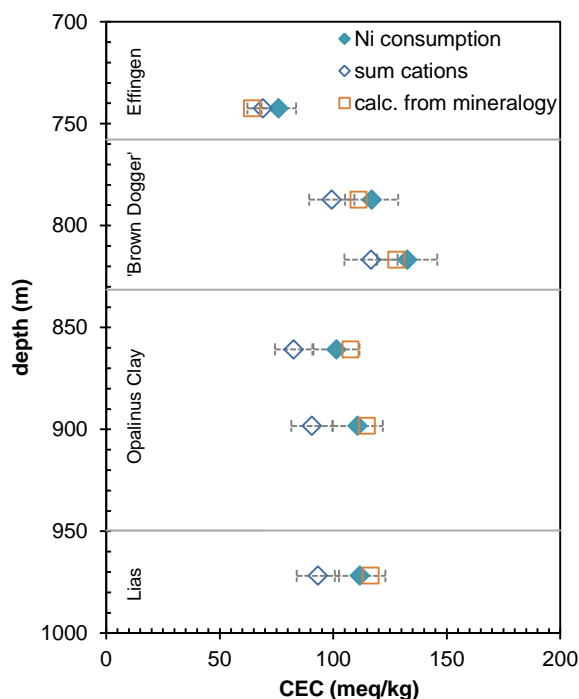 Ni consumption
sum cations
calc. from mineralogy
700
750
800
850
900
950
1000
depth (m)
Effingen
'Brown Dogger'
Opalinus Clay
Lias
0
50
100
150
200
CEC (meq/kg)